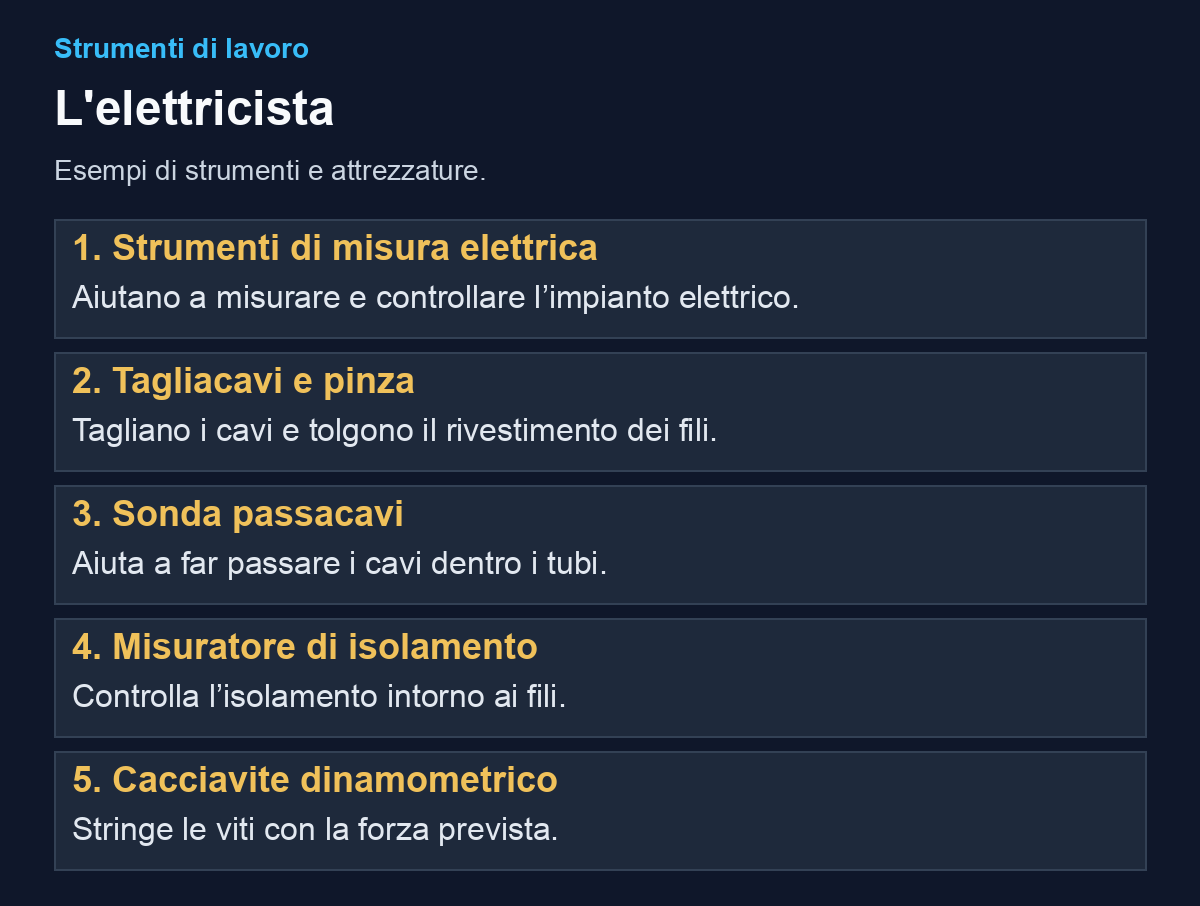 Strumenti di lavoro
L'elettricista
Esempi di strumenti e attrezzature.
1. Strumenti di misura elettrica
Aiutano a misurare e controllare l’impianto elettrico.
2. Tagliacavi e pinza
Tagliano i cavi e tolgono il rivestimento dei fili.
3. Sonda passacavi
Aiuta a far passare i cavi dentro i tubi.
4. Misuratore di isolamento
Controlla l’isolamento intorno ai fili.
5. Cacciavite dinamometrico
Stringe le viti con la forza prevista.